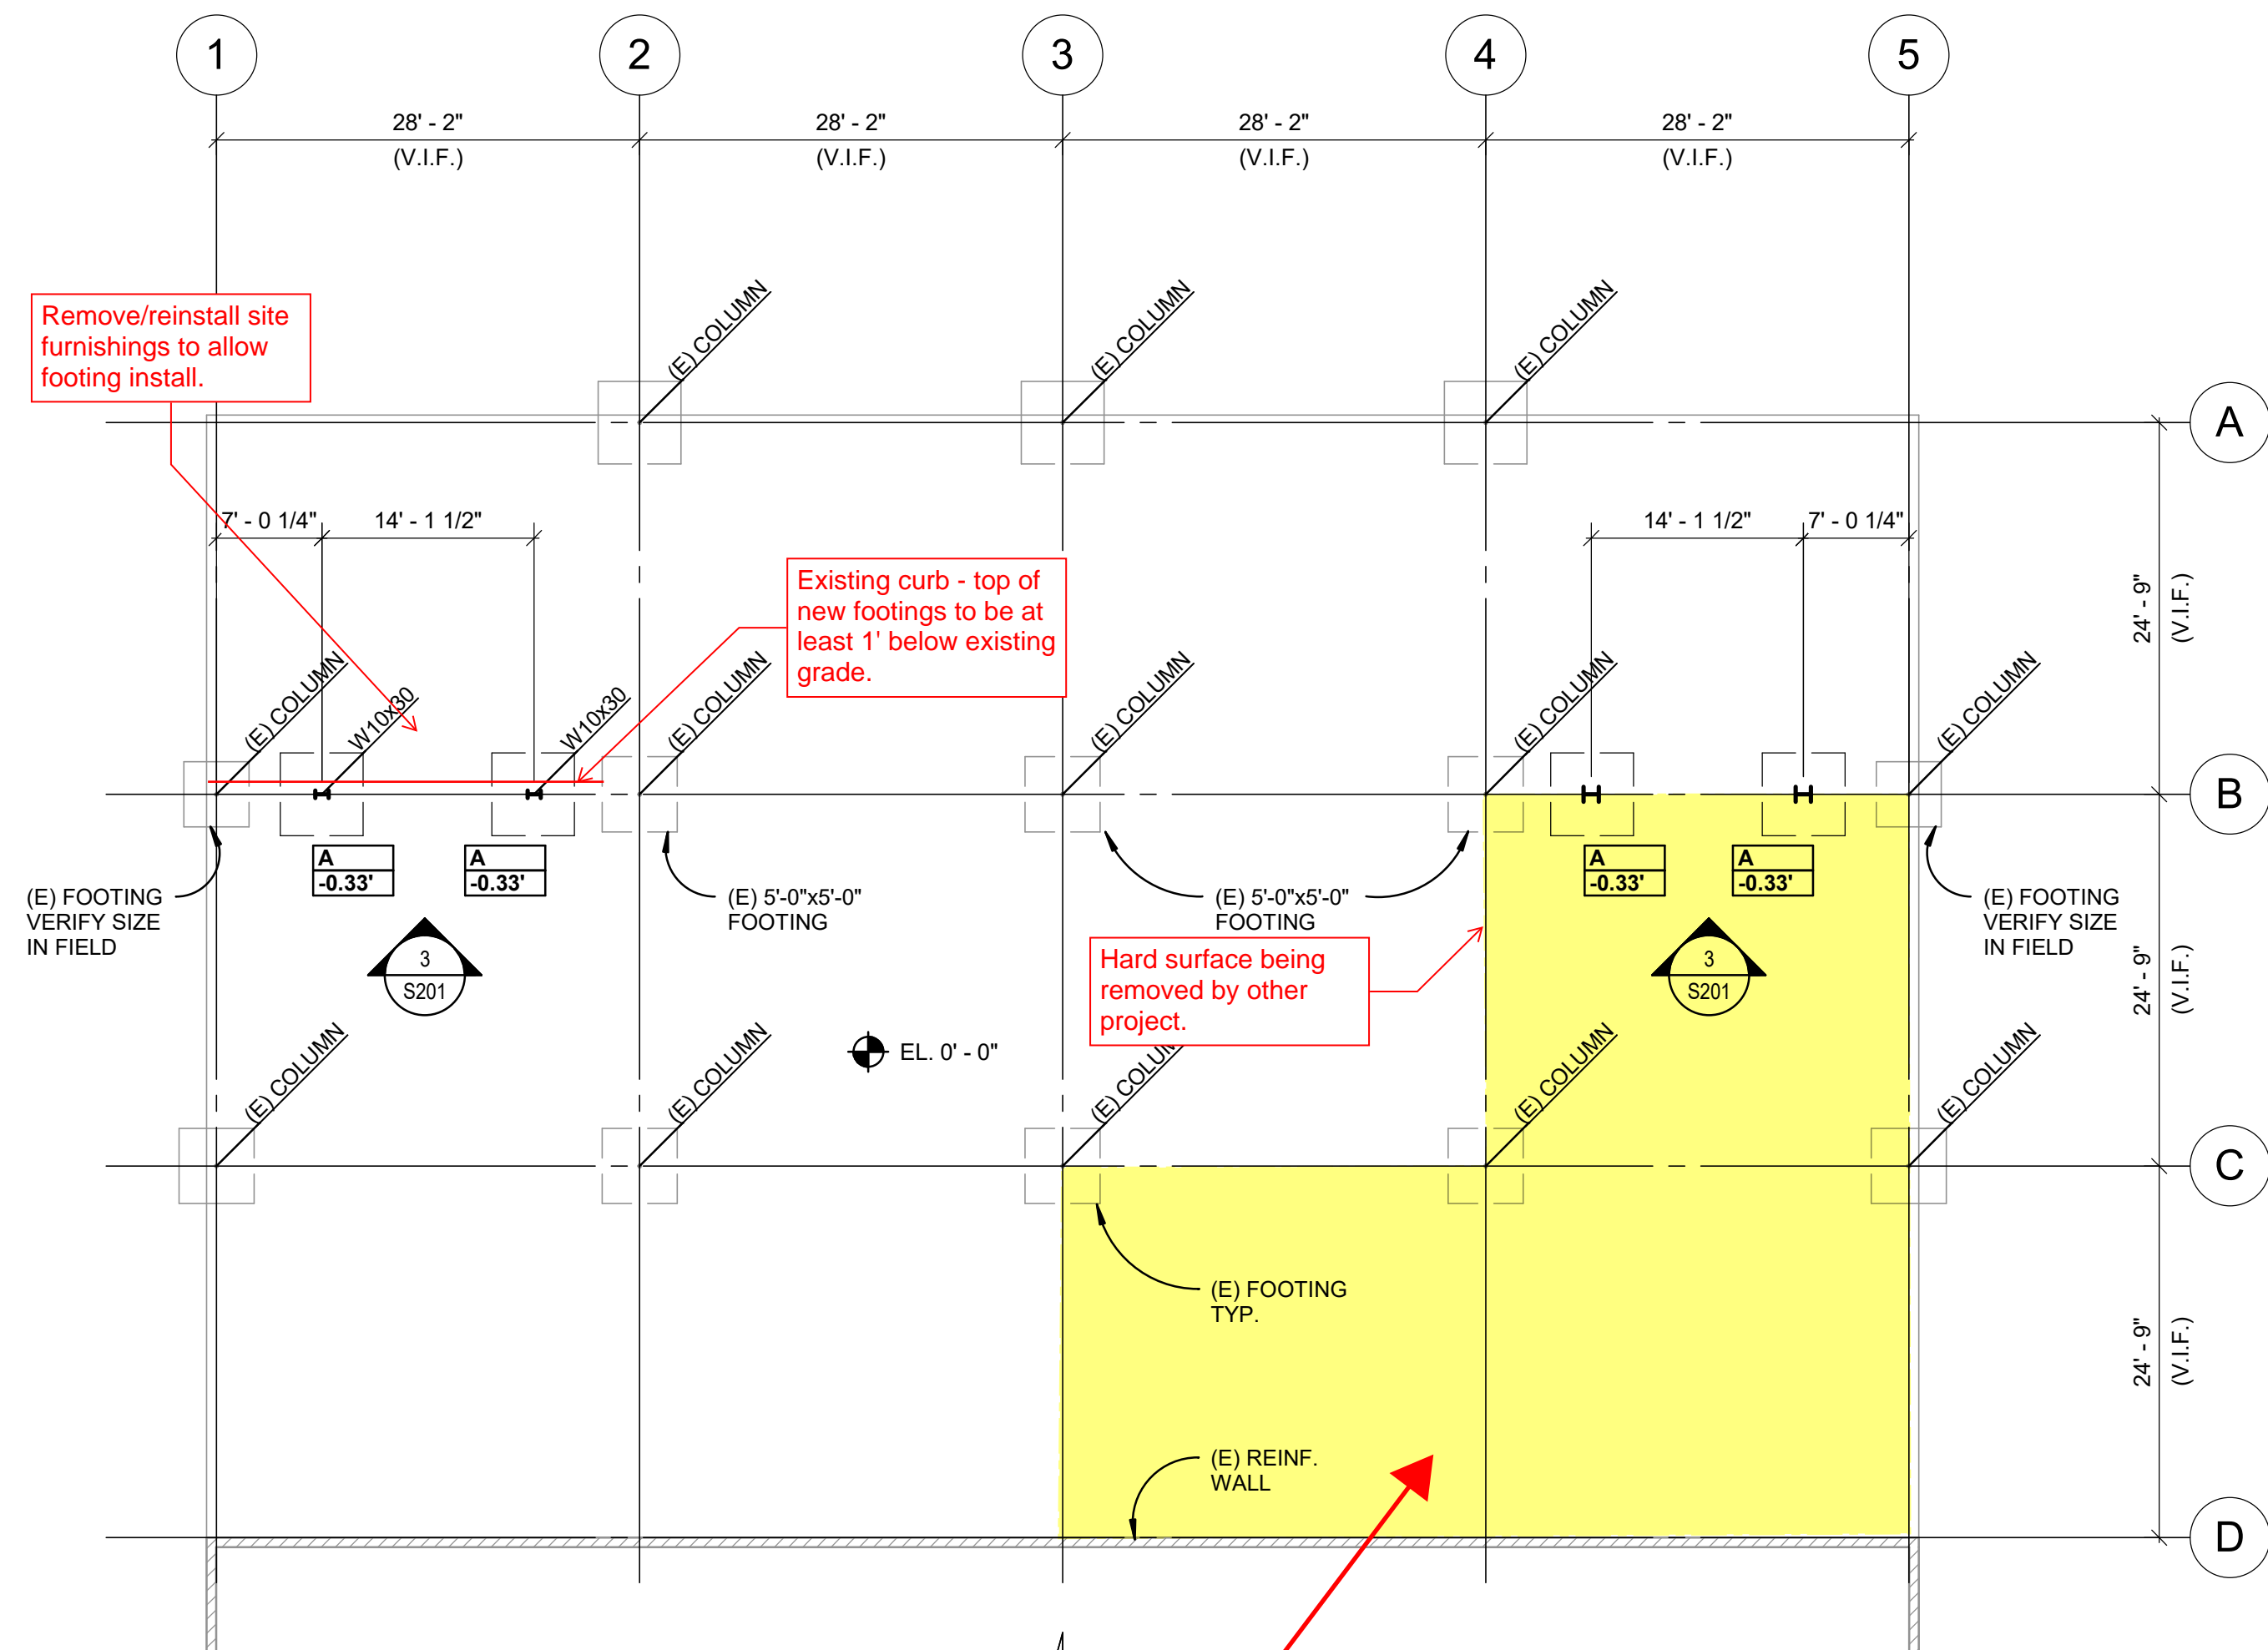 1
2
3
4
5
28' - 2"
28' - 2"
28' - 2"
28' - 2"
(V.I.F.)
(V.I.F.)
(V.I.F.)
(V.I.F.)
Remove/reinstall site
furnishings to allow
footing install.
(E) COLUMN
(E) COLUMN
(E) COLUMN
A
7' - 0 1/4"
14' - 1 1/2"
14' - 1 1/2"
7' - 0 1/4"
24' - 9"
(V.I.F.)
Existing curb - top of
new footings to be at
least 1' below existing
grade.
(E) COLUMN
W10x30
W10x30
(E) COLUMN
(E) COLUMN
(E) COLUMN
(E) COLUMN
B
A
-0.33'
A
-0.33'
A
-0.33'
A
-0.33'
(E) FOOTING
VERIFY SIZE
IN FIELD
(E) 5'-0"x5'-0"
FOOTING
(E) 5'-0"x5'-0"
FOOTING
(E) FOOTING
VERIFY SIZE
IN FIELD
3
S201
Hard surface being
removed by other
project.
3
S201
24' - 9"
(V.I.F.)
EL. 0' - 0"
(E) COLUMN
(E) COLUMN
(E) COLUMN
(E) COLUMN
(E) COLUMN
C
(E) FOOTING
TYP.
24' - 9"
(V.I.F.)
(E) REINF.
WALL
D